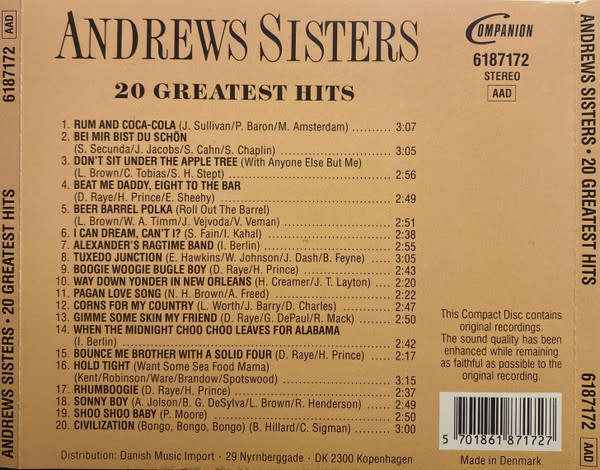 ANDREWS SISTERS
20 GREATEST HITS
COMPANION
6187172
STEREO
AAD
1. RUM AND COCA-COLA (J. Sullivan/P. Baron/M. Amsterdam) .......... 3:07
2. BEI MIR BIST DU SCHÖN
(S. Secunda/J. Jacobs/S. Cahn/S. Chaplin) .......... 3:05
3. DON'T SIT UNDER THE APPLE TREE (With Anyone Else But Me)
(L. Brown/C. Tobias/S. H. Stept) .......... 2:56
4. BEAT ME DADDY, EIGHT TO THE BAR
(D. Raye/H. Prince/E. Sheehy) .......... 2:49
5. BEER BARREL POLKA (Roll Out The Barrel)
(L. Brown/W. A. Timm/J. Vejvoda/V. Veman) .......... 2:51
6. I CAN DREAM, CAN'T I? (S. Fain/I. Kahal) .......... 2:38
7. ALEXANDER'S RAGTIME BAND (I. Berlin) .......... 2:55
8. TUXEDO JUNCTION (E. Hawkins/W. Johnson/J. Dash/B. Feyne) .......... 3:05
9. BOOGIE WOOGIE BUGLE BOY (D. Raye/H. Prince) .......... 2:43
10. WAY DOWN YONDER IN NEW ORLEANS (H. Creamer/J. T. Layton) .......... 2:20
11. PAGAN LOVE SONG (N. H. Brown/A. Freed) .......... 2:22
12. CORNS FOR MY COUNTRY (L. Worth/J. Barry/D. Charles) .......... 2:47
13. GIMME SOME SKIN MY FRIEND (D. Raye/G. DePaul/R. Mack) .......... 2:50
14. WHEN THE MIDNIGHT CHOO CHOO LEAVES FOR ALABAMA
(I. Berlin) .......... 2:42
15. BOUNCE ME BROTHER WITH A SOLID FOUR (D. Raye/H. Prince) .......... 2:17
16. HOLD TIGHT (Want Some Sea Food Mama)
(Kent/Robinson/Ware/Brandow/Spotswood) .......... 3:15
17. RHUMBOOGIE (D. Raye/H. Prince) .......... 2:37
18. SONNY BOY (A. Jolson/B. G. DeSylva/L. Brown/R. Henderson) .......... 2:49
19. SHOO SHOO BABY (P. Moore) .......... 2:50
20. CIVILIZATION (Bongo, Bongo, Bongo) (B. Hillard/C. Sigman) .......... 3:00
Distribution: Danish Music Import · 29 Nyrnberggade · DK 2300 Kopenhagen
This Compact Disc contains
original recordings.
The sound quality has been
enhanced while remaining
as faithful as possible to
the original recording.
5 701861 871727
Made in Denmark
ANDREWS SISTERS · 20 GREATEST HITS
6187172
AAD
ANDREWS SISTERS · 20 GREATEST HITS
6187172
AAD